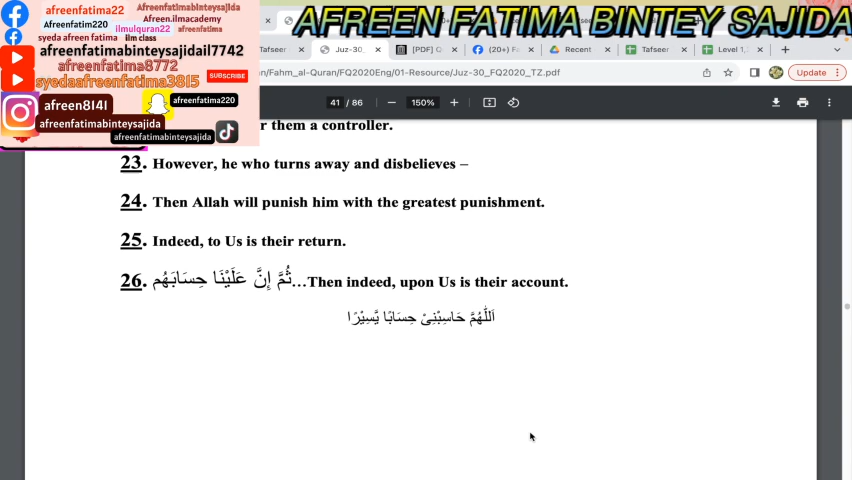 afreenfatima22
Afreenfatimabinteysajida
Afreenfatim220
Afreen.ilmacademy
ilmulquran22
afreenfatima
syeda afreen fatima
Ilm class
afreenfatimabinteysajidail7742
afreenfatima8772
syedaafreenfatima3815
SUBSCRIBE
afreen8141
afreenfatima220
afreenfatimabinteysajida
afreenfatimabinteysajida
AFREEN FATIMA BINTEY SAJIDA
Tafseer
Juz-30,
[PDF] Q
(20+) Fa
Recent
Tafseer
Level 1,
n/Fahm_al-Quran/FQ2020Eng/01-Resource/Juz-30_FQ2020_TZ.pdf
Update
41 / 86
150%
r them a controller.
23. However, he who turns away and disbelieves –
24. Then Allah will punish him with the greatest punishment.
25. Indeed, to Us is their return.
26. ثُمَّ إِنَّ عَلَيْنَا حِسَابَهُم...Then indeed, upon Us is their account.
اَللّٰهُمَّ حَاسِبْنِىْ حِسَابًا يَّسِيْرًا